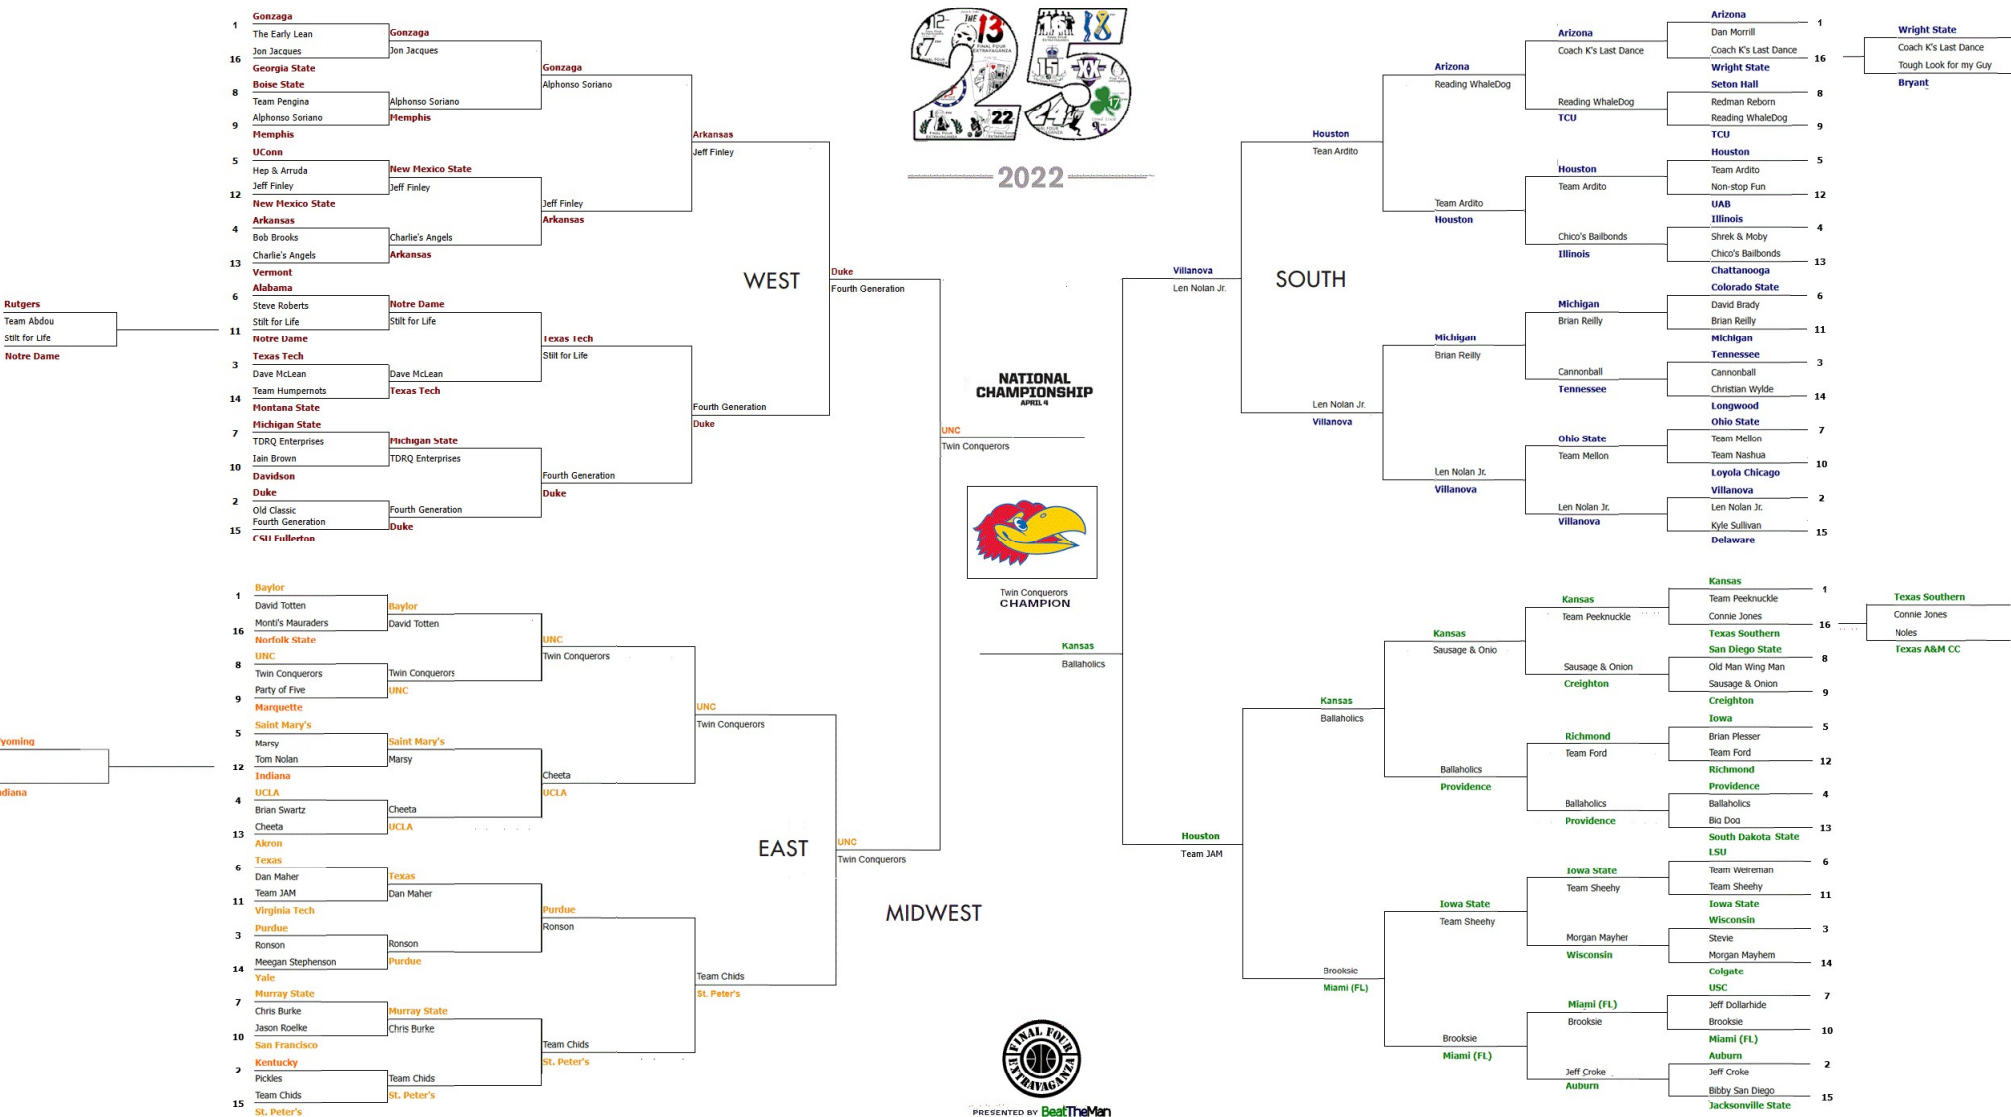 Gonzaga
1
The Early Lean
Gonzaga
Jon Jacques
Jon Jacques
16
Georgia State
Gonzaga
Alphonso Soriano
Boise State
8
Team Pengina
Alphonso Soriano
Alphonso Soriano
Memphis
9
Memphis
Arkansas
Jeff Finley
UConn
5
Hep & Arruda
New Mexico State
Jeff Finley
Jeff Finley
12
New Mexico State
Jeff Finley
Arkansas
Arkansas
4
Bob Brooks
Charlie's Angels
Charlie's Angels
Arkansas
13
Vermont
WEST
Duke
Fourth Generation
Rutgers
Team Abdou
Stilt for Life
Notre Dame
Alabama
6
Steve Roberts
Notre Dame
Stilt for Life
Stilt for Life
11
Notre Dame
Texas Tech
Stilt for Life
Texas Tech
3
Dave McLean
Dave McLean
Team Humpernots
Texas Tech
14
Montana State
Fourth Generation
Duke
Michigan State
7
TDRQ Enterprises
Michigan State
Iain Brown
TDRQ Enterprises
10
Davidson
Fourth Generation
Duke
Duke
2
Old Classic
Fourth Generation
Fourth Generation
Duke
15
CSU Fullerton
Baylor
1
David Totten
Baylor
Monti's Mauraders
David Totten
16
Norfolk State
UNC
Twin Conquerors
UNC
8
Twin Conquerors
Twin Conquerors
Party of Five
UNC
9
Marquette
UNC
Twin Conquerors
Saint Mary's
5
Marsy
Saint Mary's
Tom Nolan
Marsy
12
Indiana
yoming
diana
Cheeta
UCLA
UCLA
4
Brian Swartz
Cheeta
Cheeta
UCLA
13
Akron
EAST
UNC
Twin Conquerors
Texas
6
Dan Maher
Texas
Team JAM
Dan Maher
11
Virginia Tech
Purdue
Ronson
Purdue
3
Ronson
Ronson
Meegan Stephenson
Purdue
14
Yale
Team Chids
St. Peter's
Murray State
7
Chris Burke
Murray State
Jason Roelke
Chris Burke
10
San Francisco
Team Chids
St. Peter's
Kentucky
2
Pickles
Team Chids
Team Chids
St. Peter's
15
St. Peter's
25
2022
NATIONAL
CHAMPIONSHIP
APRIL 4
UNC
Twin Conquerors
Twin Conquerors
CHAMPION
Kansas
Ballaholics
MIDWEST
FINAL FOUR
EXTRAVAGANZA
PRESENTED BY BeatTheMan
Arizona
1
Dan Morrill
Arizona
Coach K's Last Dance
Coach K's Last Dance
16
Wright State
Wright State
Coach K's Last Dance
Tough Look for my Guy
Bryant
Arizona
Reading WhaleDog
Seton Hall
8
Redman Reborn
Reading WhaleDog
Reading WhaleDog
TCU
9
TCU
Houston
Tean Ardito
Houston
5
Team Ardito
Houston
Non-stop Fun
Team Ardito
12
UAB
Team Ardito
Houston
Illinois
4
Shrek & Moby
Chico's Bailbonds
Chico's Bailbonds
Illinois
13
Chattanooga
Villanova
Len Nolan Jr.
SOUTH
Colorado State
6
David Brady
Michigan
Brian Reilly
Brian Reilly
11
Michigan
Michigan
Brian Reilly
Tennessee
3
Cannonball
Cannonball
Christian Wylde
Tennessee
14
Longwood
Len Nolan Jr.
Villanova
Ohio State
7
Team Mellon
Ohio State
Team Nashua
Team Mellon
10
Loyola Chicago
Len Nolan Jr.
Villanova
Villanova
2
Len Nolan Jr.
Len Nolan Jr.
Villanova
Kyle Sullivan
15
Delaware
Kansas
1
Team Peeknuckle
Kansas
Connie Jones
Team Peeknuckle
16
Texas Southern
Texas Southern
Connie Jones
Noles
Texas A&M CC
Kansas
Sausage & Onio
San Diego State
8
Old Man Wing Man
Sausage & Onion
Sausage & Onion
Creighton
9
Creighton
Kansas
Ballaholics
Iowa
5
Brian Plesser
Richmond
Team Ford
Team Ford
12
Richmond
Ballaholics
Providence
Providence
4
Ballaholics
Ballaholics
Big Dog
Providence
13
South Dakota State
Houston
Team JAM
LSU
6
Team Weireman
Iowa State
Team Sheehy
Team Sheehy
11
Iowa State
Iowa State
Team Sheehy
Wisconsin
3
Stevie
Morgan Mayher
Morgan Mayhem
Wisconsin
14
Colgate
Brooksie
Miami (FL)
USC
7
Jeff Dollarhide
Miami (FL)
Brooksie
Brooksie
10
Miami (FL)
Brooksie
Miami (FL)
Auburn
2
Jeff Croke
Jeff Croke
Auburn
Bibby San Diego
15
Jacksonville State